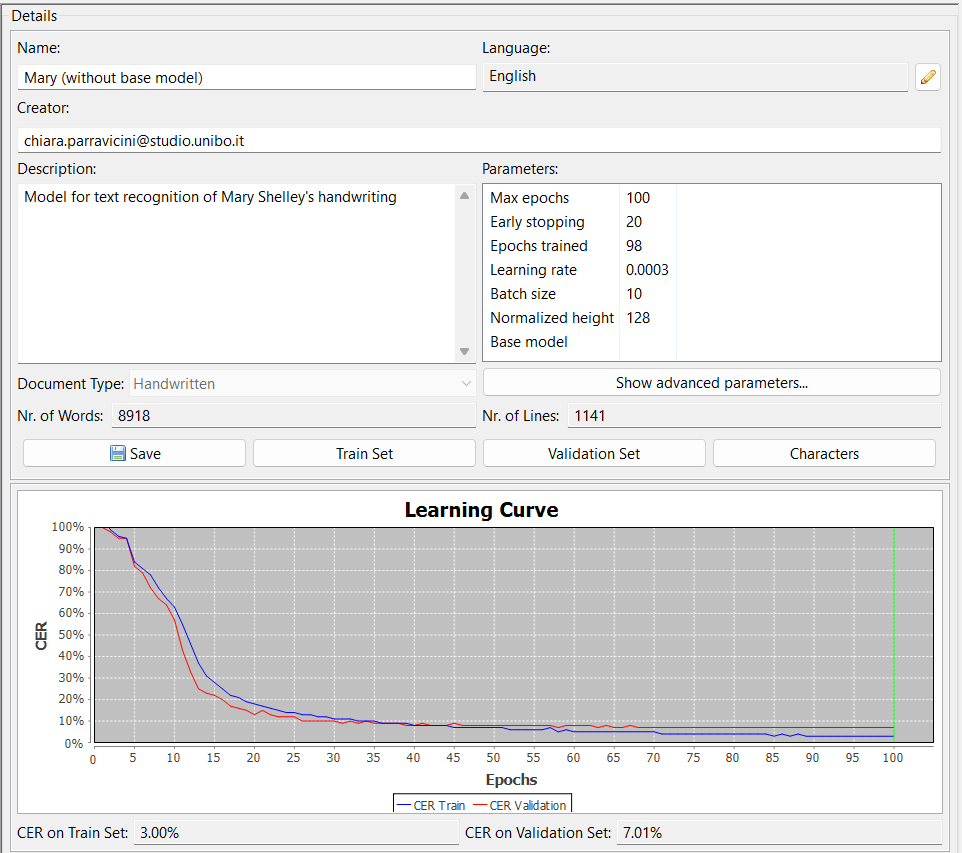 Details
Name:
Mary (without base model)
Language:
English
Creator:
chiara.parravicini@studio.unibo.it
Description:
Model for text recognition of Mary Shelley's handwriting
Parameters:
Max epochs 100
Early stopping 20
Epochs trained 98
Learning rate 0.0003
Batch size 10
Normalized height 128
Base model
Document Type: Handwritten
Show advanced parameters...
Nr. of Words: 8918
Nr. of Lines: 1141
Save
Train Set
Validation Set
Characters
Learning Curve
100%
90%
80%
70%
60%
50%
40%
30%
20%
10%
0%
CER
0 5 10 15 20 25 30 35 40 45 50 55 60 65 70 75 80 85 90 95 100
Epochs
CER Train CER Validation
CER on Train Set: 3.00%
CER on Validation Set: 7.01%